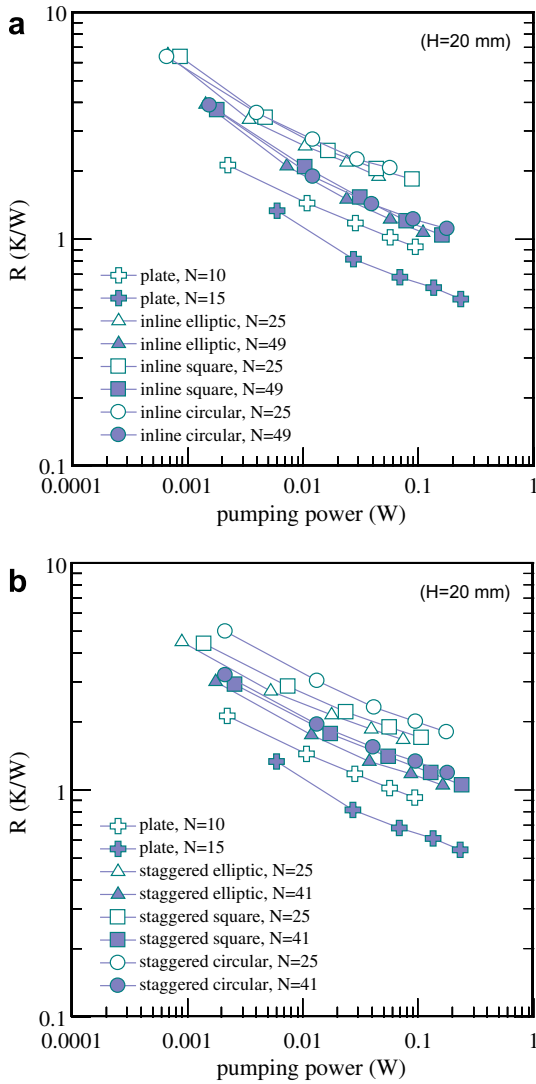 a
(H=20 mm)
10
1
0.1
R (K/W)
plate, N=10
plate, N=15
inline elliptic, N=25
inline elliptic, N=49
inline square, N=25
inline square, N=49
inline circular, N=25
inline circular, N=49
0.0001 0.001 0.01 0.1 1
pumping power (W)
b
(H=20 mm)
10
1
0.1
R (K/W)
plate, N=10
plate, N=15
staggered elliptic, N=25
staggered elliptic, N=41
staggered square, N=25
staggered square, N=41
staggered circular, N=25
staggered circular, N=41
0.0001 0.001 0.01 0.1 1
pumping power (W)